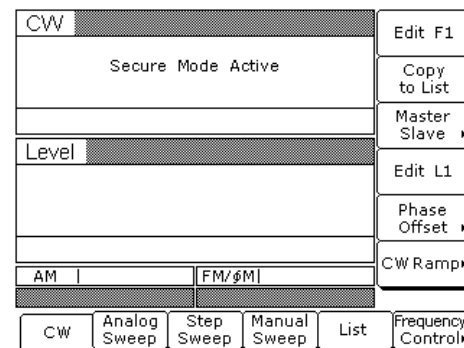 CW
Secure Mode Active
Level
AM
FM/ϕM
Edit F1
Copy
to List
Master
Slave
Edit L1
Phase
Offset
CW Ramp
CW
Analog
Sweep
Step
Sweep
Manual
Sweep
List
Frequency
Control